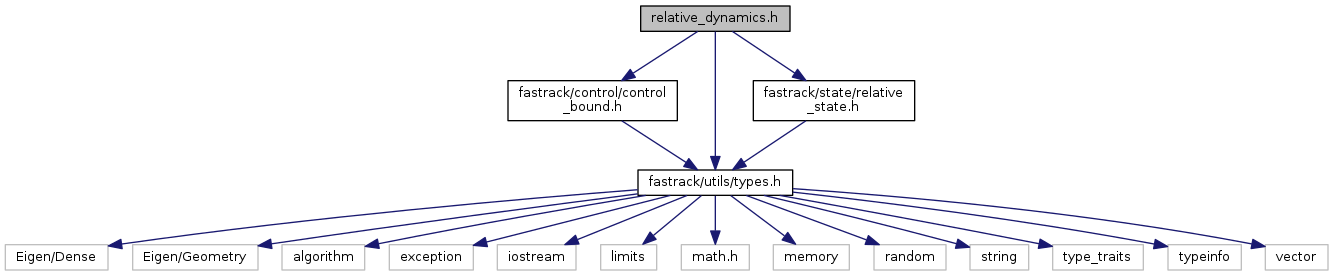 relative_dynamics.h
fastrack/control/control
_bound.h
fastrack/state/relative
_state.h
fastrack/utils/types.h
Eigen/Dense
Eigen/Geometry
algorithm
exception
iostream
limits
math.h
memory
random
string
type_traits
typeinfo
vector